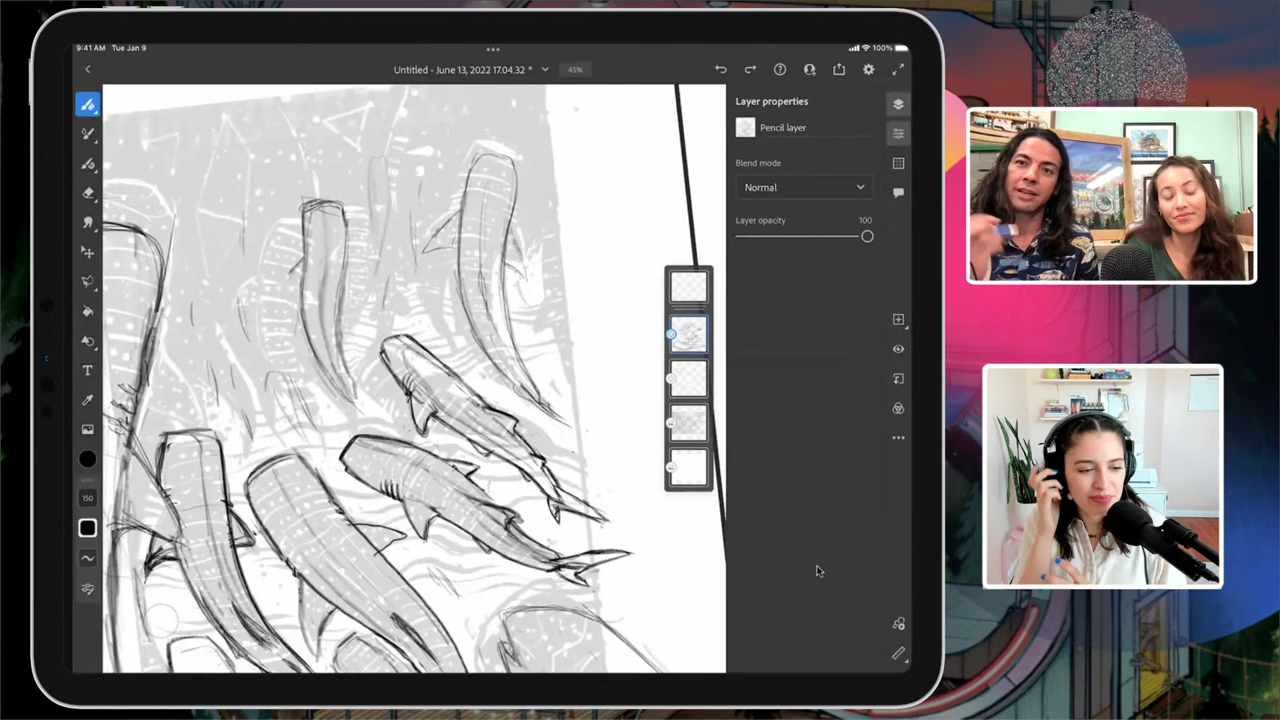 9:41 AM Tue Jan 9
100%
Untitled - June 13, 2022 17.04.32 *
45%
Layer properties
Pencil layer
Blend mode
Normal
Layer opacity 100
T
150